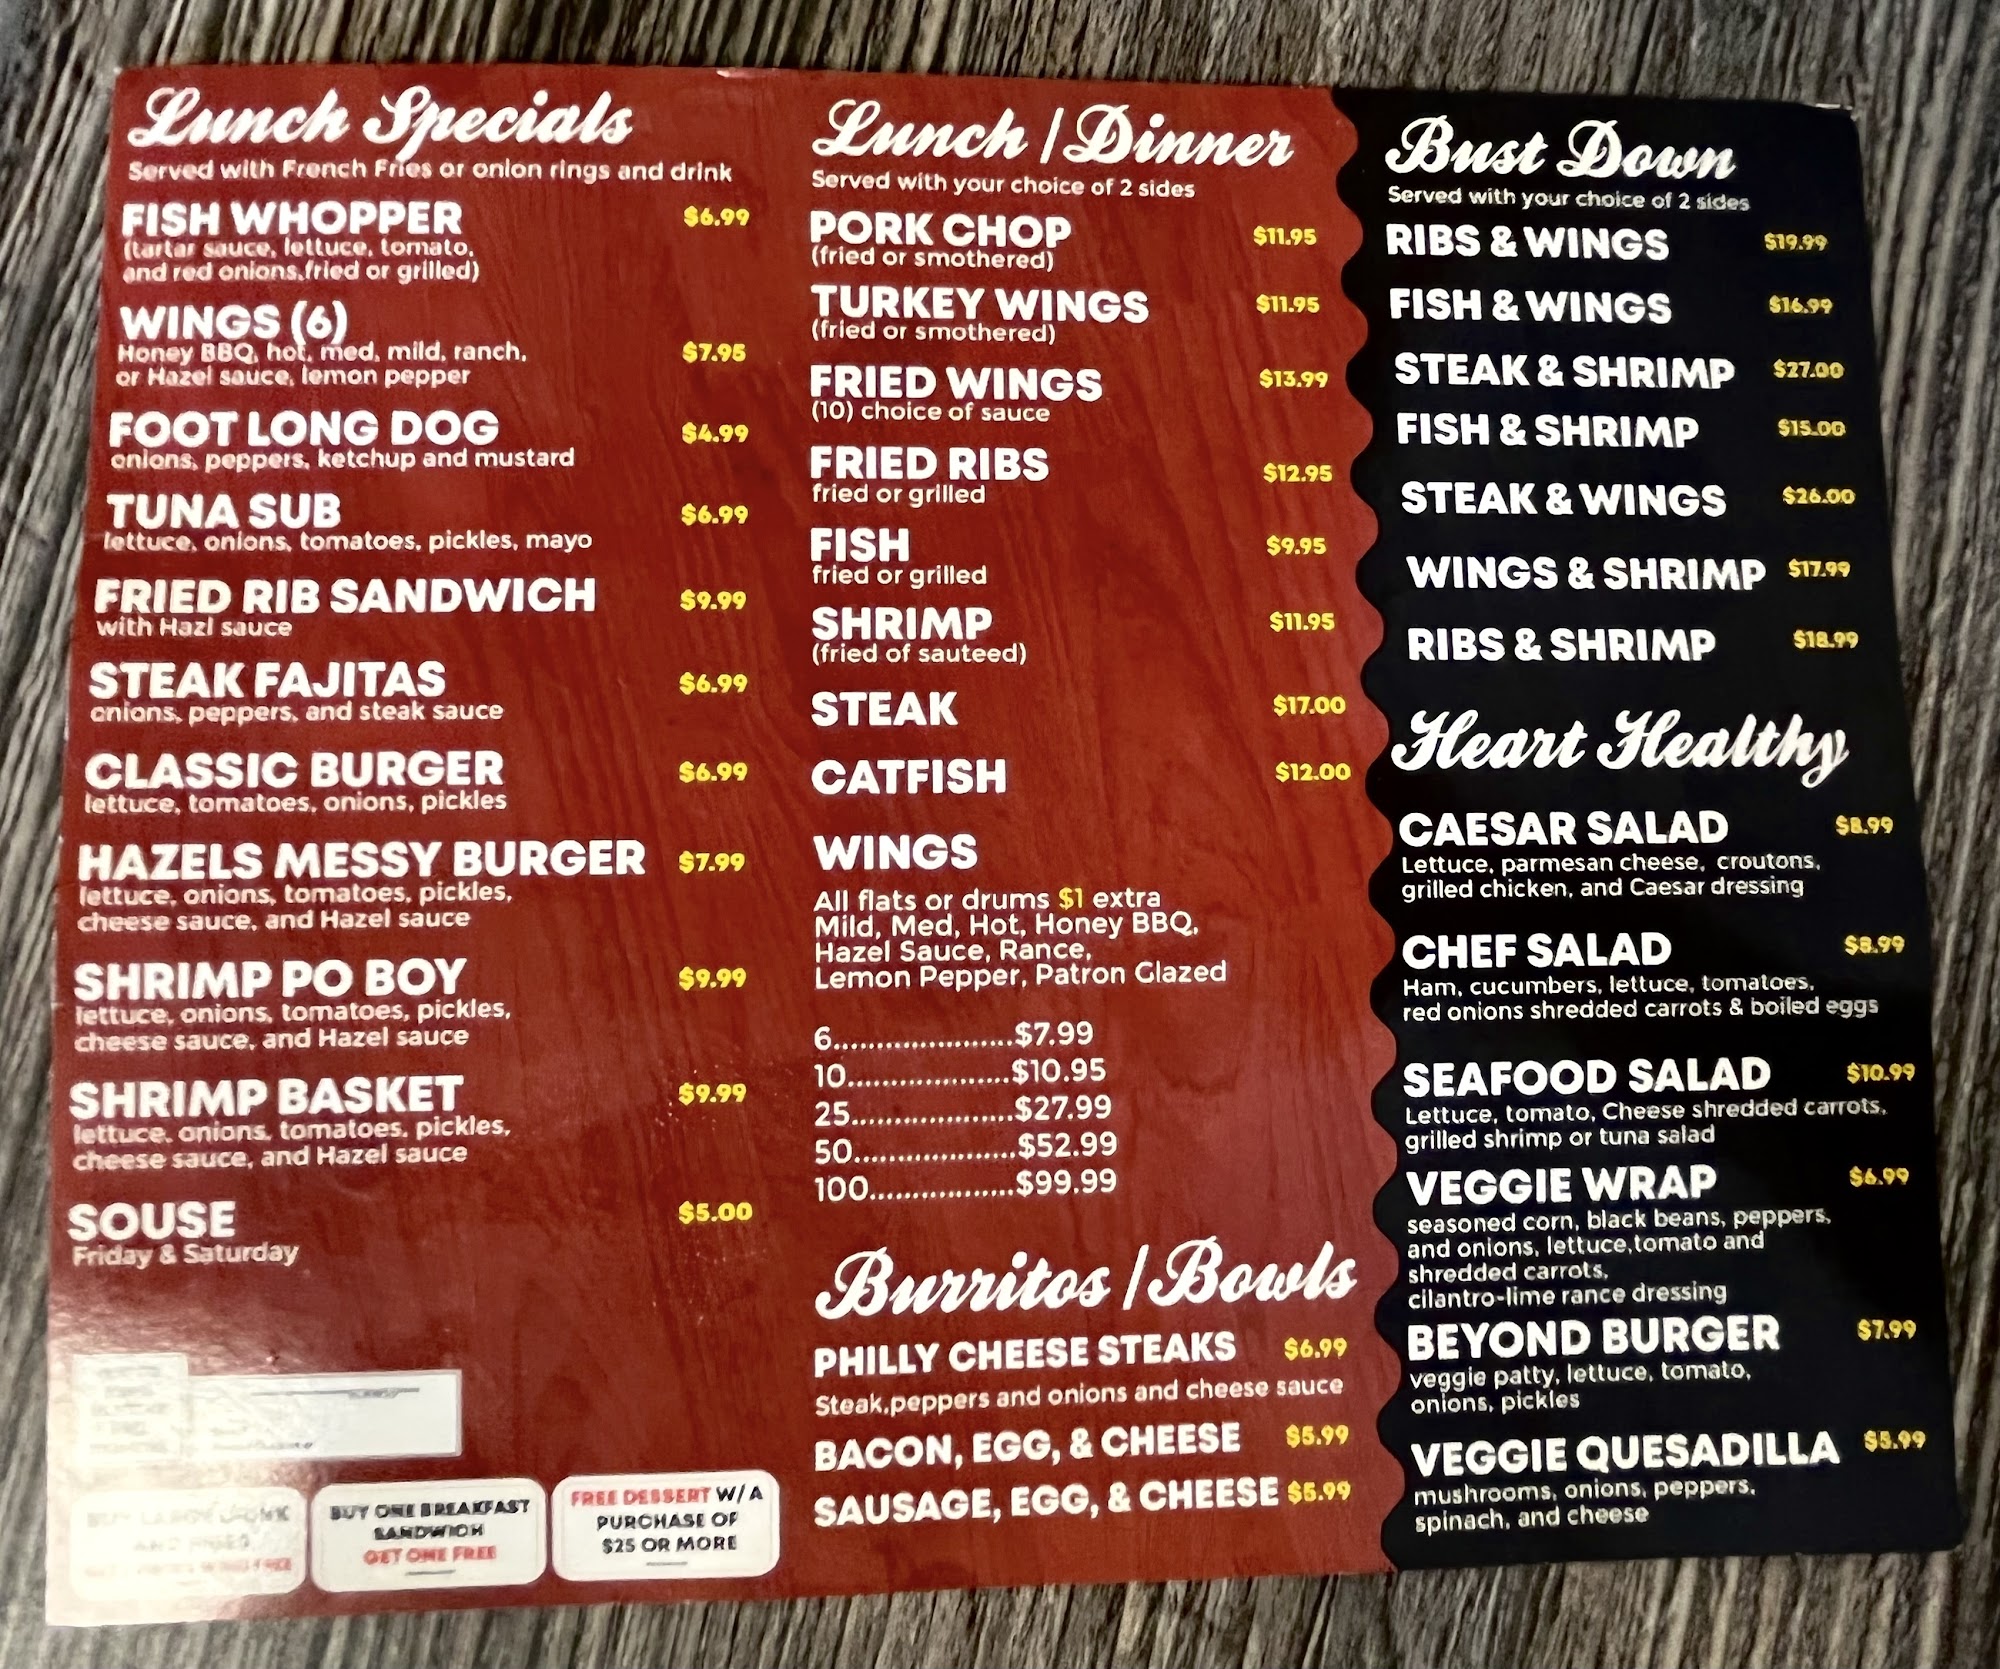 Lunch Specials
Served with French Fries or onion rings and drink
FISH WHOPPER $6.99
(tartar sauce, lettuce, tomato,
and red onions,fried or grilled)
WINGS (6)
Honey BBQ, hot, med, mild, ranch, $7.95
or Hazel sauce, lemon pepper
FOOT LONG DOG $4.99
onions, peppers, ketchup and mustard
TUNA SUB $6.99
lettuce, onions, tomatoes, pickles, mayo
FRIED RIB SANDWICH $9.99
with Hazl sauce
STEAK FAJITAS $6.99
onions, peppers, and steak sauce
CLASSIC BURGER $6.99
lettuce, tomatoes, onions, pickles
HAZELS MESSY BURGER $7.99
lettuce, onions, tomatoes, pickles,
cheese sauce, and Hazel sauce
SHRIMP PO BOY $9.99
lettuce, onions, tomatoes, pickles,
cheese sauce, and Hazel sauce
SHRIMP BASKET $9.99
lettuce, onions, tomatoes, pickles,
cheese sauce, and Hazel sauce
SOUSE $5.00
Friday & Saturday
BUY ONE BREAKFAST
SANDWICH
GET ONE FREE
FREE DESSERT W/ A
PURCHASE OF
$25 OR MORE
Lunch / Dinner
Served with your choice of 2 sides
PORK CHOP $11.95
(fried or smothered)
TURKEY WINGS $11.95
(fried or smothered)
FRIED WINGS $13.99
(10) choice of sauce
FRIED RIBS $12.95
fried or grilled
FISH $9.95
fried or grilled
SHRIMP $11.95
(fried of sauteed)
STEAK $17.00
CATFISH $12.00
WINGS
All flats or drums $1 extra
Mild, Med, Hot, Honey BBQ,
Hazel Sauce, Rance,
Lemon Pepper, Patron Glazed
6......................$7.99
10....................$10.95
25....................$27.99
50....................$52.99
100..................$99.99
Burritos / Bowls
PHILLY CHEESE STEAKS $6.99
Steak,peppers and onions and cheese sauce
BACON, EGG, & CHEESE $5.99
SAUSAGE, EGG, & CHEESE $5.99
Bust Down
Served with your choice of 2 sides
RIBS & WINGS $19.99
FISH & WINGS $16.99
STEAK & SHRIMP $27.00
FISH & SHRIMP $15.00
STEAK & WINGS $26.00
WINGS & SHRIMP $17.99
RIBS & SHRIMP $18.99
Heart Healthy
CAESAR SALAD $8.99
Lettuce, parmesan cheese, croutons,
grilled chicken, and Caesar dressing
CHEF SALAD $8.99
Ham, cucumbers, lettuce, tomatoes,
red onions shredded carrots & boiled eggs
SEAFOOD SALAD $10.99
Lettuce, tomato, Cheese shredded carrots,
grilled shrimp or tuna salad
VEGGIE WRAP $6.99
seasoned corn, black beans, peppers,
and onions, lettuce,tomato and
shredded carrots,
cilantro-lime rance dressing
BEYOND BURGER $7.99
veggie patty, lettuce, tomato,
onions, pickles
VEGGIE QUESADILLA $5.99
mushrooms, onions, peppers,
spinach, and cheese